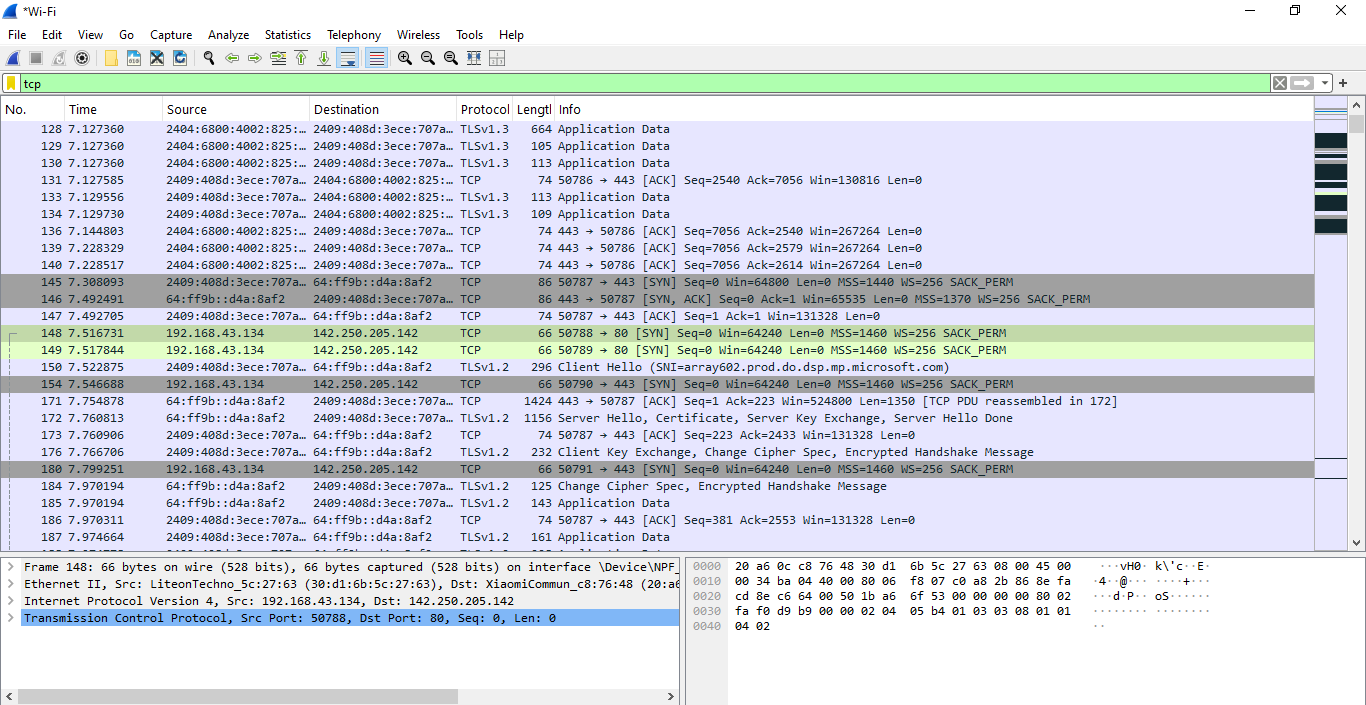 *Wi-Fi
File Edit View Go Capture Analyze Statistics Telephony Wireless Tools Help
tcp
No. Time Source Destination Protocol Lengtl Info
128 7.127360 2404:6800:4002:825:… 2409:408d:3ece:707a… TLSv1.3 664 Application Data
129 7.127360 2404:6800:4002:825:… 2409:408d:3ece:707a… TLSv1.3 105 Application Data
130 7.127360 2404:6800:4002:825:… 2409:408d:3ece:707a… TLSv1.3 113 Application Data
131 7.127585 2409:408d:3ece:707a… 2404:6800:4002:825:… TCP 74 50786 → 443 [ACK] Seq=2540 Ack=7056 Win=130816 Len=0
133 7.129556 2409:408d:3ece:707a… 2404:6800:4002:825:… TLSv1.3 113 Application Data
134 7.129730 2409:408d:3ece:707a… 2404:6800:4002:825:… TLSv1.3 109 Application Data
136 7.144803 2404:6800:4002:825:… 2409:408d:3ece:707a… TCP 74 443 → 50786 [ACK] Seq=7056 Ack=2540 Win=267264 Len=0
139 7.228329 2404:6800:4002:825:… 2409:408d:3ece:707a… TCP 74 443 → 50786 [ACK] Seq=7056 Ack=2579 Win=267264 Len=0
140 7.228517 2404:6800:4002:825:… 2409:408d:3ece:707a… TCP 74 443 → 50786 [ACK] Seq=7056 Ack=2614 Win=267264 Len=0
145 7.308093 2409:408d:3ece:707a… 64:ff9b::d4a:8af2 TCP 86 50787 → 443 [SYN] Seq=0 Win=64800 Len=0 MSS=1440 WS=256 SACK_PERM
146 7.492491 64:ff9b::d4a:8af2 2409:408d:3ece:707a… TCP 86 443 → 50787 [SYN, ACK] Seq=0 Ack=1 Win=65535 Len=0 MSS=1370 WS=256 SACK_PERM
147 7.492705 2409:408d:3ece:707a… 64:ff9b::d4a:8af2 TCP 74 50787 → 443 [ACK] Seq=1 Ack=1 Win=131328 Len=0
148 7.516731 192.168.43.134 142.250.205.142 TCP 66 50788 → 80 [SYN] Seq=0 Win=64240 Len=0 MSS=1460 WS=256 SACK_PERM
149 7.517844 192.168.43.134 142.250.205.142 TCP 66 50789 → 80 [SYN] Seq=0 Win=64240 Len=0 MSS=1460 WS=256 SACK_PERM
150 7.522875 2409:408d:3ece:707a… 64:ff9b::d4a:8af2 TLSv1.2 296 Client Hello (SNI=array602.prod.do.dsp.mp.microsoft.com)
154 7.546688 192.168.43.134 142.250.205.142 TCP 66 50790 → 443 [SYN] Seq=0 Win=64240 Len=0 MSS=1460 WS=256 SACK_PERM
171 7.754878 64:ff9b::d4a:8af2 2409:408d:3ece:707a… TCP 1424 443 → 50787 [ACK] Seq=1 Ack=223 Win=524800 Len=1350 [TCP PDU reassembled in 172]
172 7.760813 64:ff9b::d4a:8af2 2409:408d:3ece:707a… TLSv1.2 1156 Server Hello, Certificate, Server Key Exchange, Server Hello Done
173 7.760906 2409:408d:3ece:707a… 64:ff9b::d4a:8af2 TCP 74 50787 → 443 [ACK] Seq=223 Ack=2433 Win=131328 Len=0
176 7.766706 2409:408d:3ece:707a… 64:ff9b::d4a:8af2 TLSv1.2 232 Client Key Exchange, Change Cipher Spec, Encrypted Handshake Message
180 7.799251 192.168.43.134 142.250.205.142 TCP 66 50791 → 443 [SYN] Seq=0 Win=64240 Len=0 MSS=1460 WS=256 SACK_PERM
184 7.970194 64:ff9b::d4a:8af2 2409:408d:3ece:707a… TLSv1.2 125 Change Cipher Spec, Encrypted Handshake Message
185 7.970194 64:ff9b::d4a:8af2 2409:408d:3ece:707a… TLSv1.2 143 Application Data
186 7.970311 2409:408d:3ece:707a… 64:ff9b::d4a:8af2 TCP 74 50787 → 443 [ACK] Seq=381 Ack=2553 Win=131328 Len=0
187 7.974664 2409:408d:3ece:707a… 64:ff9b::d4a:8af2 TLSv1.2 161 Application Data
Frame 148: 66 bytes on wire (528 bits), 66 bytes captured (528 bits) on interface \Device\NPF_
Ethernet II, Src: LiteonTechno_5c:27:63 (30:d1:6b:5c:27:63), Dst: XiaomiCommun_c8:76:48 (20:a6
Internet Protocol Version 4, Src: 192.168.43.134, Dst: 142.250.205.142
Transmission Control Protocol, Src Port: 50788, Dst Port: 80, Seq: 0, Len: 0
0000 20 a6 0c c8 76 48 30 d1 6b 5c 27 63 08 00 45 00 ···vH0· k\'c··E·
0010 00 34 ba 04 40 00 80 06 f8 07 c0 a8 2b 86 8e fa ·4··@··· ····+···
0020 cd 8e c6 64 00 50 1b a6 6f 53 00 00 00 00 80 02 ···d·P·· oS······
0030 fa f0 d9 b9 00 00 02 04 05 b4 01 03 03 08 01 01 ········ ········
0040 04 02 ··